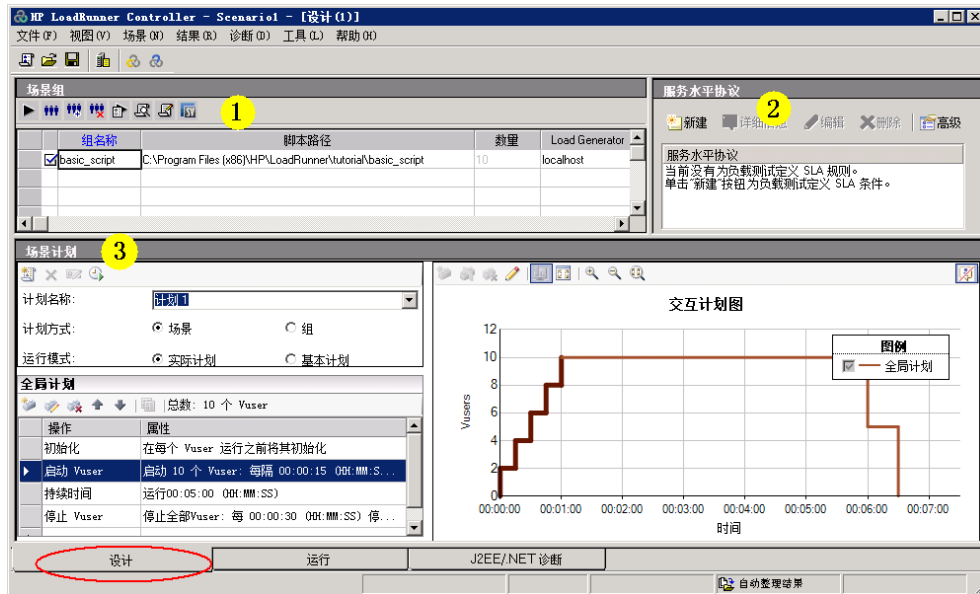 HP LoadRunner Controller - Scenario1 - [设计(1)]
文件(F) 视图(V) 场景(N) 结果(R) 诊断(D) 工具(L) 帮助(H)
场景组
1
组名称 脚本路径 数量 Load Generator
basic_script C:\Program Files (x86)\HP\LoadRunner\tutorial\basic_script 10 localhost
服务水平协议
2
新建 编辑 删除 高级
服务水平协议
当前没有为负载测试定义 SLA 规则。
单击"新建"按钮为负载测试定义 SLA 条件。
场景计划
3
计划名称: 计划 1
计划方式: 场景 组
运行模式: 实际计划 基本计划
全局计划
总数: 10 个 Vuser
操作 属性
初始化 在每个 Vuser 运行之前将其初始化
启动 Vuser 启动 10 个 Vuser: 每隔 00:00:15 (HH:MM:S...
持续时间 运行00:05:00 (HH:MM:SS)
停止 Vuser 停止全部Vuser: 每 00:00:30 (HH:MM:SS) 停...
交互计划图
图例
全局计划
Vusers
12
10
8
6
4
2
0
00:00:00 00:01:00 00:02:00 00:03:00 00:04:00 00:05:00 00:06:00 00:07:00
时间
设计 运行 J2EE/.NET 诊断
自动整理结果